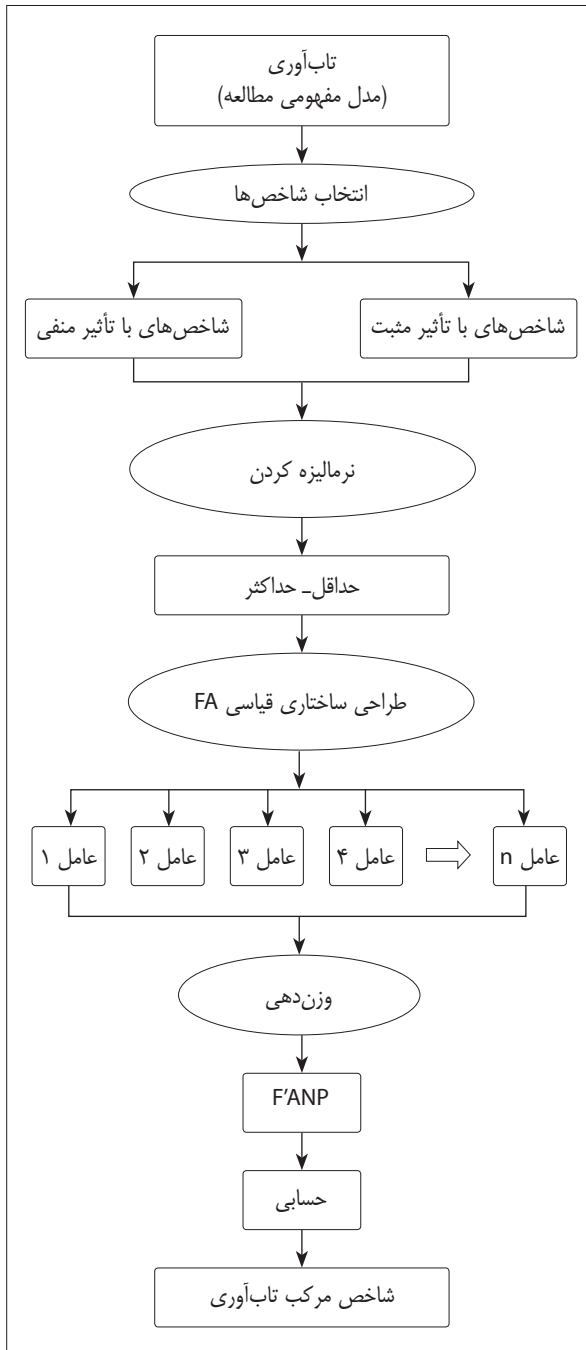 تاب‌آوری
(مدل مفهومی مطالعه)
انتخاب شاخص‌ها
شاخص‌های با تأثیر مثبت
شاخص‌های با تأثیر منفی
نرمالیزه کردن
حداقل_ حداکثر
طراحی ساختاری قیاسی FA
عامل ۱
عامل ۲
عامل ۳
عامل ۴
عامل n
وزن‌دهی
F'ANP
حسابی
شاخص مرکب تاب‌آوری